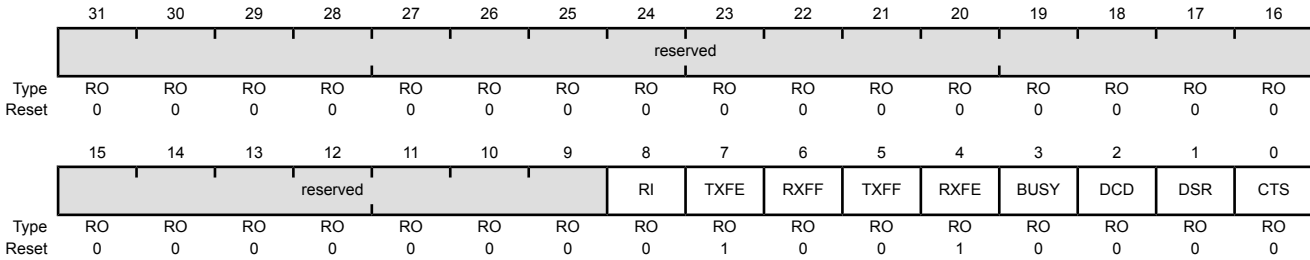 31 30 29 28 27 26 25 24 23 22 21 20 19 18 17 16
reserved
Type RO RO RO RO RO RO RO RO RO RO RO RO RO RO RO RO
Reset 0 0 0 0 0 0 0 0 0 0 0 0 0 0 0 0
15 14 13 12 11 10 9 8 7 6 5 4 3 2 1 0
reserved RI TXFE RXFF TXFF RXFE BUSY DCD DSR CTS
Type RO RO RO RO RO RO RO RO RO RO RO RO RO RO RO RO
Reset 0 0 0 0 0 0 0 0 1 0 0 1 0 0 0 0